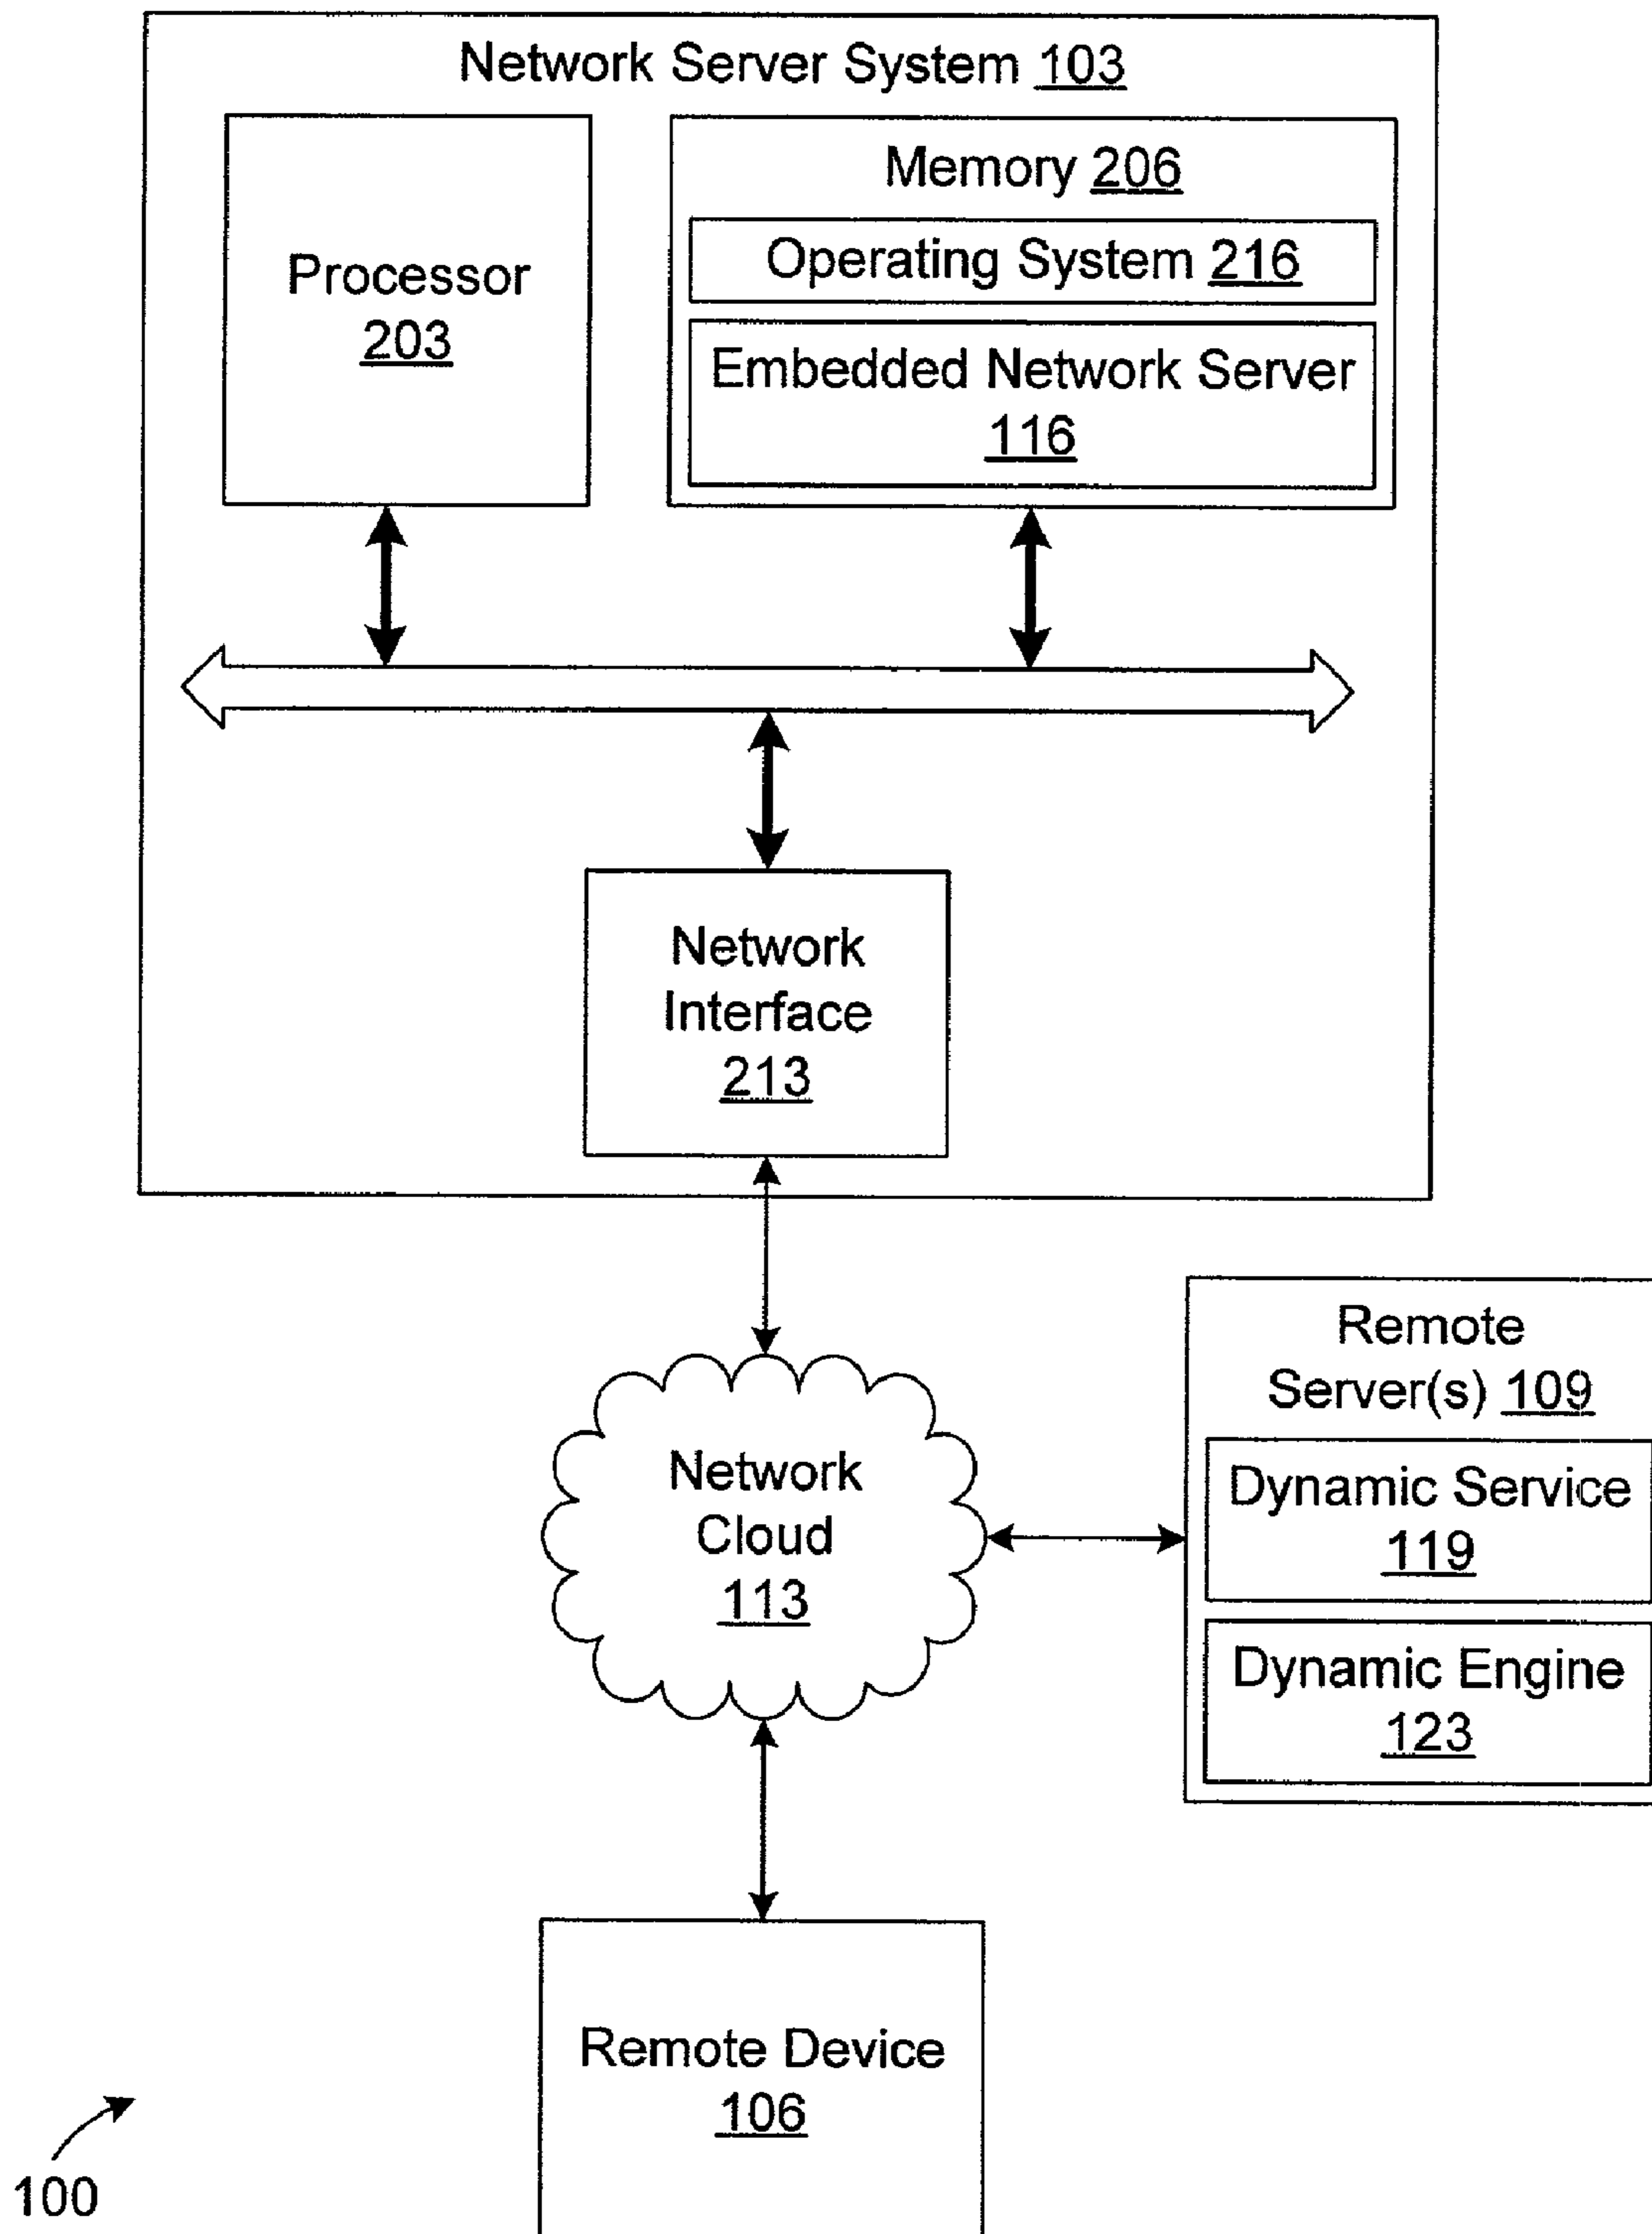 Network Server System 103
Processor
203
Memory 206
Operating System 216
Embedded Network Server
116
Network
Interface
213
Remote
Server(s) 109
Dynamic Service
119
Dynamic Engine
123
Network
Cloud
113
Remote Device
106
100